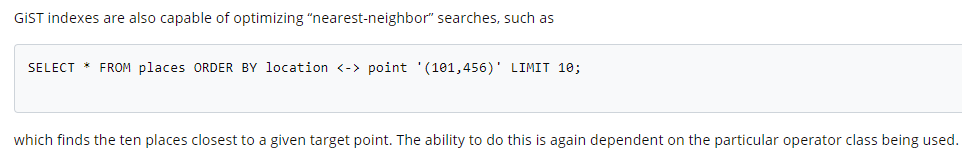 GiST indexes are also capable of optimizing “nearest-neighbor” searches, such as
SELECT * FROM places ORDER BY location <-> point '(101,456)' LIMIT 10;
which finds the ten places closest to a given target point. The ability to do this is again dependent on the particular operator class being used.